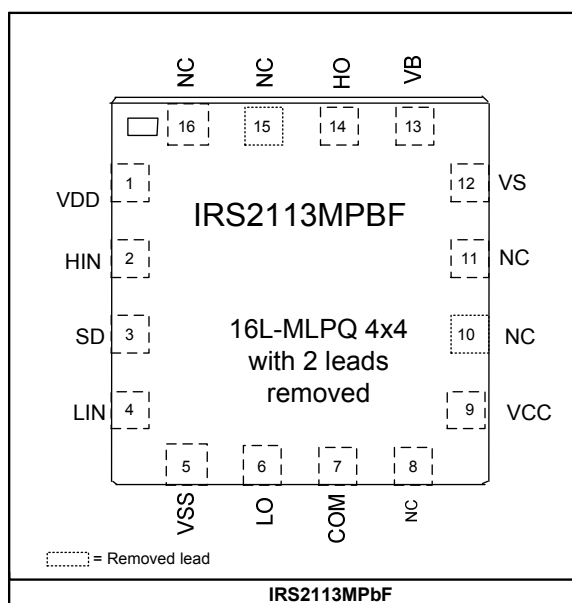 NC NC HO VB
16 15 14 13
1 12 VS
VDD
IRS2113MPBF
HIN 2 11 NC
16L-MLPQ 4x4
SD 3 10 NC
with 2 leads
removed
LIN 4 9 VCC
5 6 7 8
VSS LO COM NC
= Removed lead
IRS2113MPbF